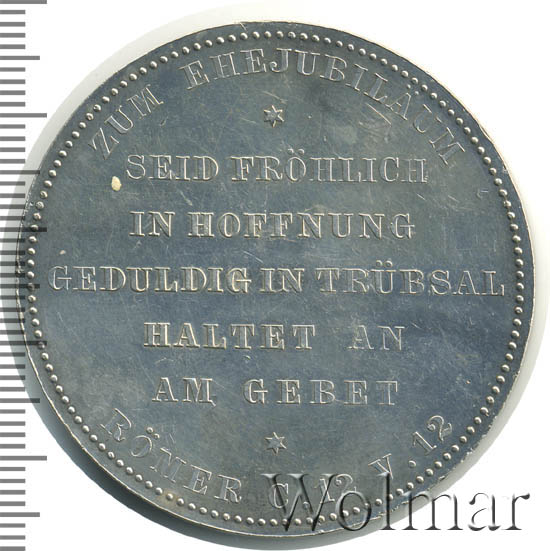 ZUM EHEJUBILÄUM
SEID FRÖHLICH
IN HOFFNUNG
GEDULDIG IN TRÜBSAL
HALTET AN
AM GEBET
RÖMER C. 12 V. 12
Wolmar